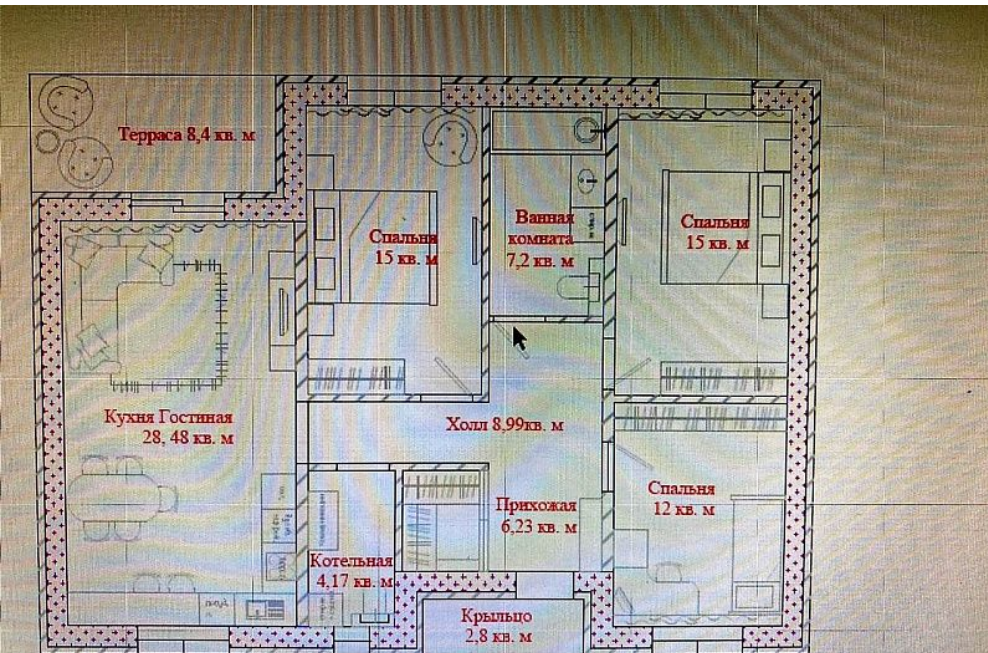 Терраса 8,4 кв. м
Спальня
15 кв. м
Ванная
комната
7,2 кв. м
Спальня
15 кв. м
Кухня Гостиная
28, 48 кв. м
Холл 8,99кв. м
Спальня
12 кв. м
Прихожая
6,23 кв. м
Котельная
4,17 кв. м
Крыльцо
2,8 кв. м